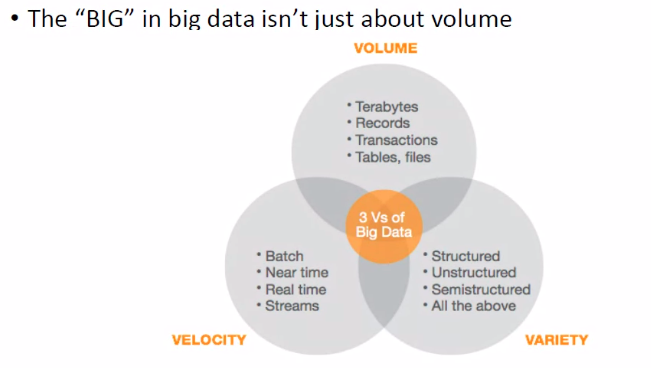 • The “BIG” in big data isn’t just about volume
VOLUME
• Terabytes
• Records
• Transactions
• Tables, files
3 Vs of
Big Data
• Batch
• Near time
• Real time
• Streams
• Structured
• Unstructured
• Semistructured
• All the above
VELOCITY
VARIETY